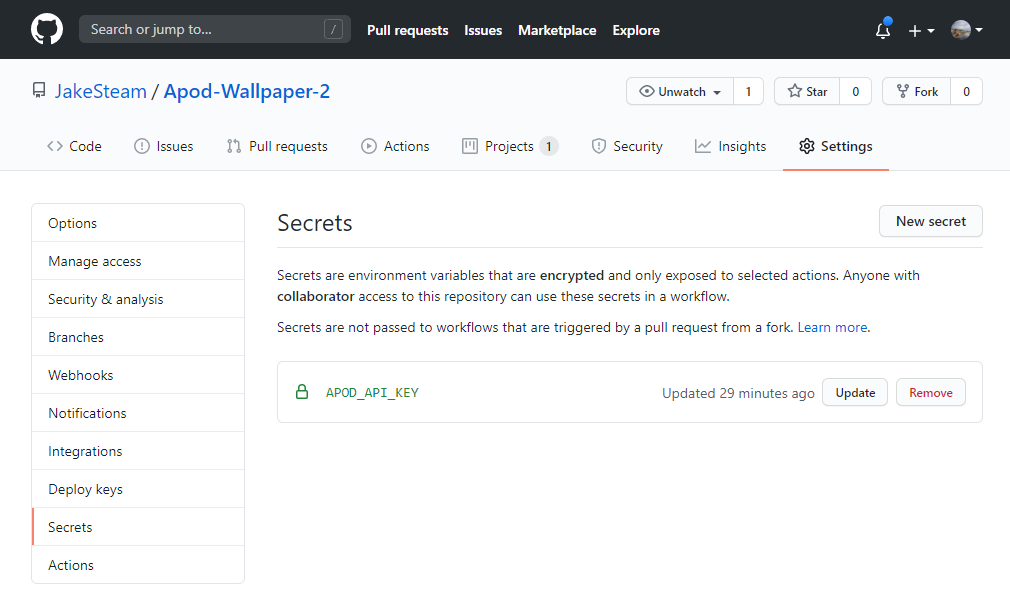 Search or jump to... /
Pull requests Issues Marketplace Explore
JakeSteam / Apod-Wallpaper-2
Unwatch 1 Star 0 Fork 0
Code Issues Pull requests Actions Projects 1 Security Insights Settings
Options
Manage access
Security & analysis
Branches
Webhooks
Notifications
Integrations
Deploy keys
Secrets
Actions
Secrets
New secret
Secrets are environment variables that are encrypted and only exposed to selected actions. Anyone with
collaborator access to this repository can use these secrets in a workflow.
Secrets are not passed to workflows that are triggered by a pull request from a fork. Learn more.
APOD_API_KEY Updated 29 minutes ago Update Remove